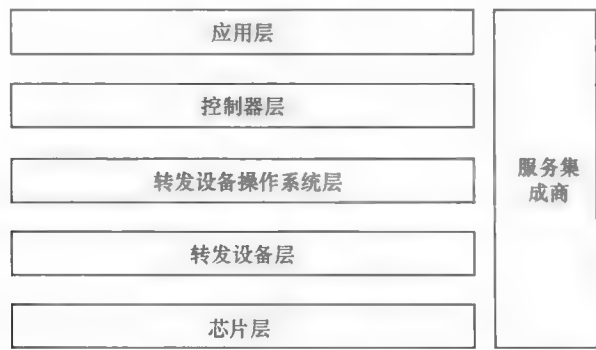 应用层
控制器层
转发设备操作系统层
转发设备层
芯片层
服务集
成商